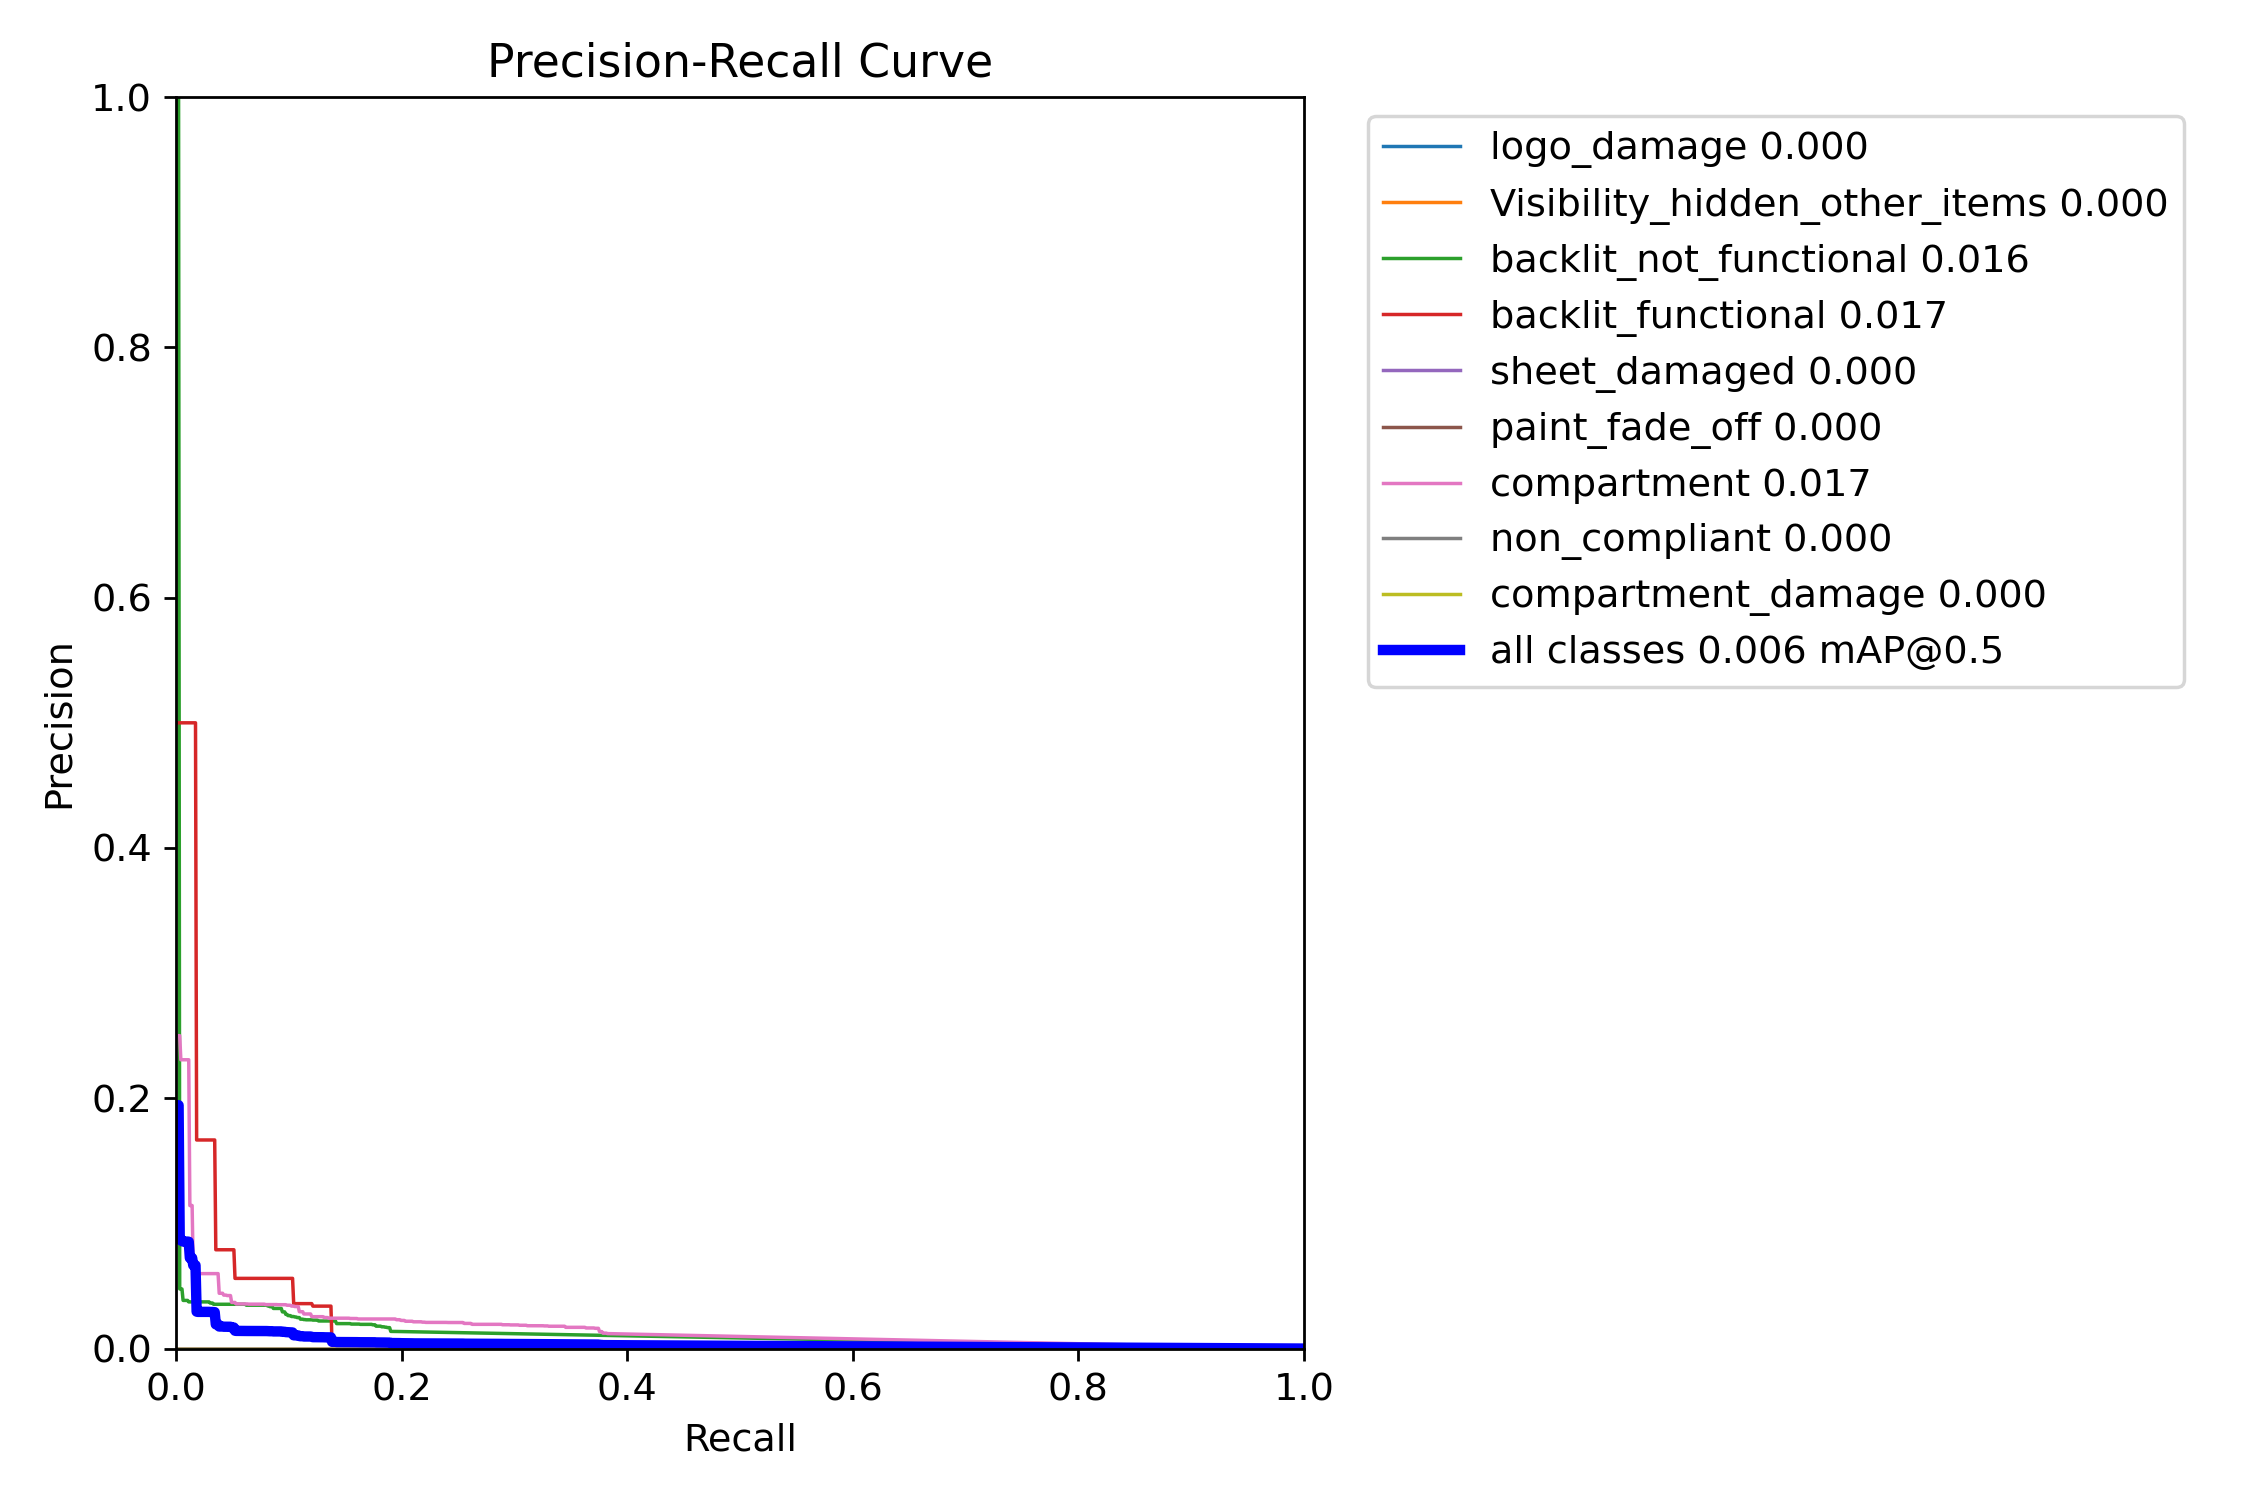 Precision-Recall Curve
1.0
0.8
0.6
0.4
0.2
0.0
Precision
0.0 0.2 0.4 0.6 0.8 1.0
Recall
logo_damage 0.000
Visibility_hidden_other_items 0.000
backlit_not_functional 0.016
backlit_functional 0.017
sheet_damaged 0.000
paint_fade_off 0.000
compartment 0.017
non_compliant 0.000
compartment_damage 0.000
all classes 0.006 mAP@0.5